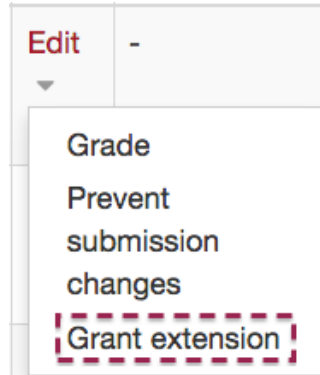 Edit -
Grade
Prevent
submission
changes
Grant extension